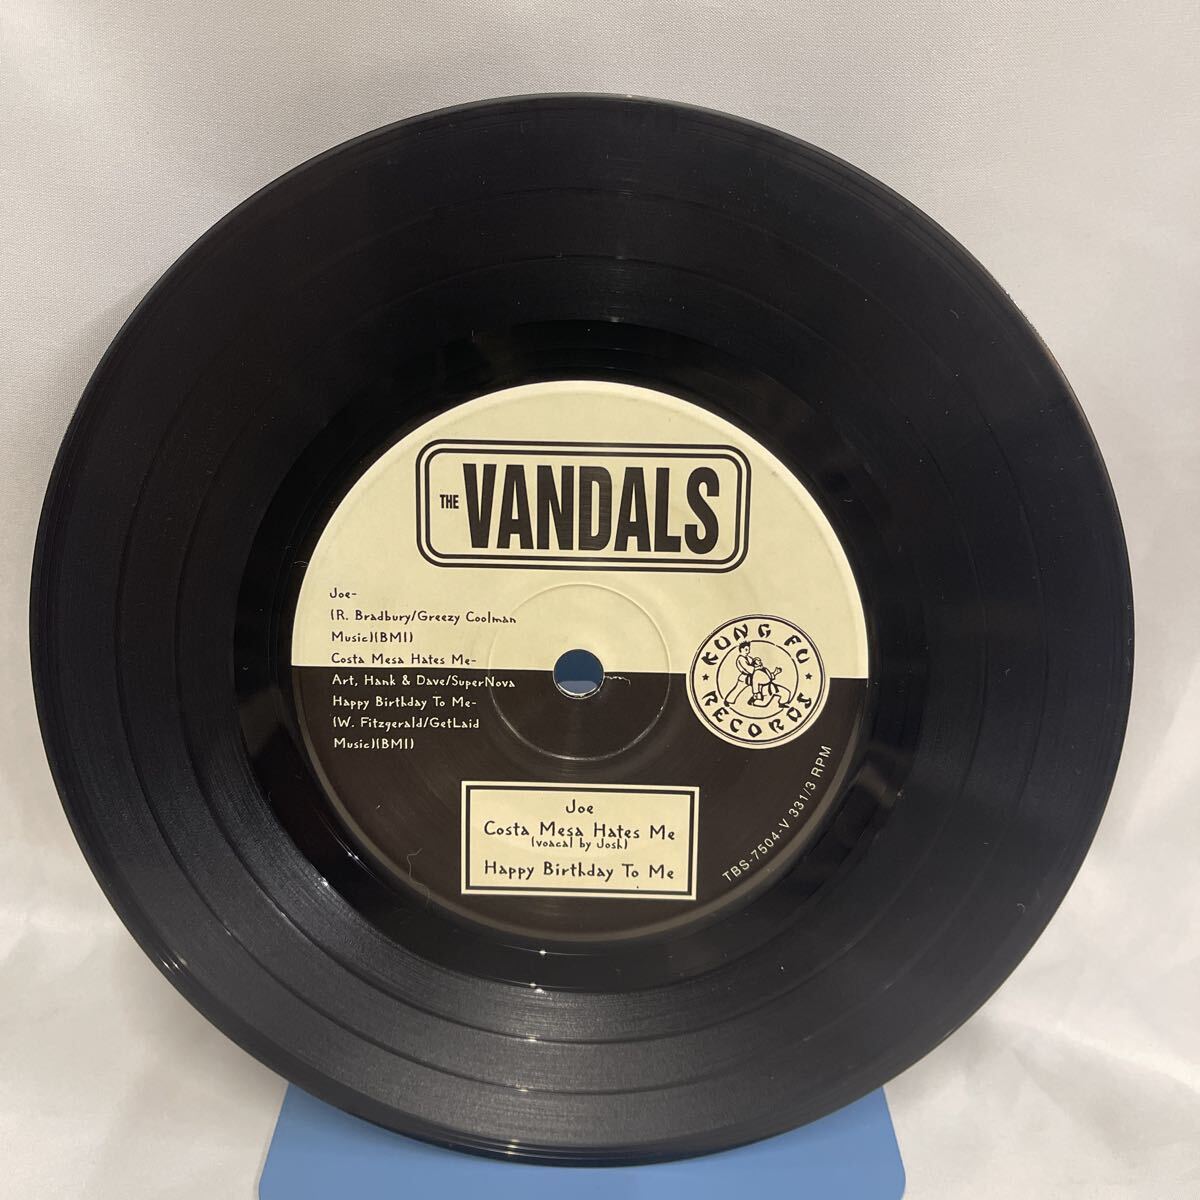 THE VANDALS
Joe-
(R. Bradbury/Greezy Coolman
Music)(BMI)
Costa Mesa Hates Me-
Art, Hank & Dave/SuperNova
Happy Birthday To Me-
(W. Fitzgerald/GetLaid
Music)(BMI)
KUNG FU
RECORDS
Joe
Costa Mesa Hates Me
(voacal by Josh)
Happy Birthday To Me
TBS-7504-V 331/3 RPM